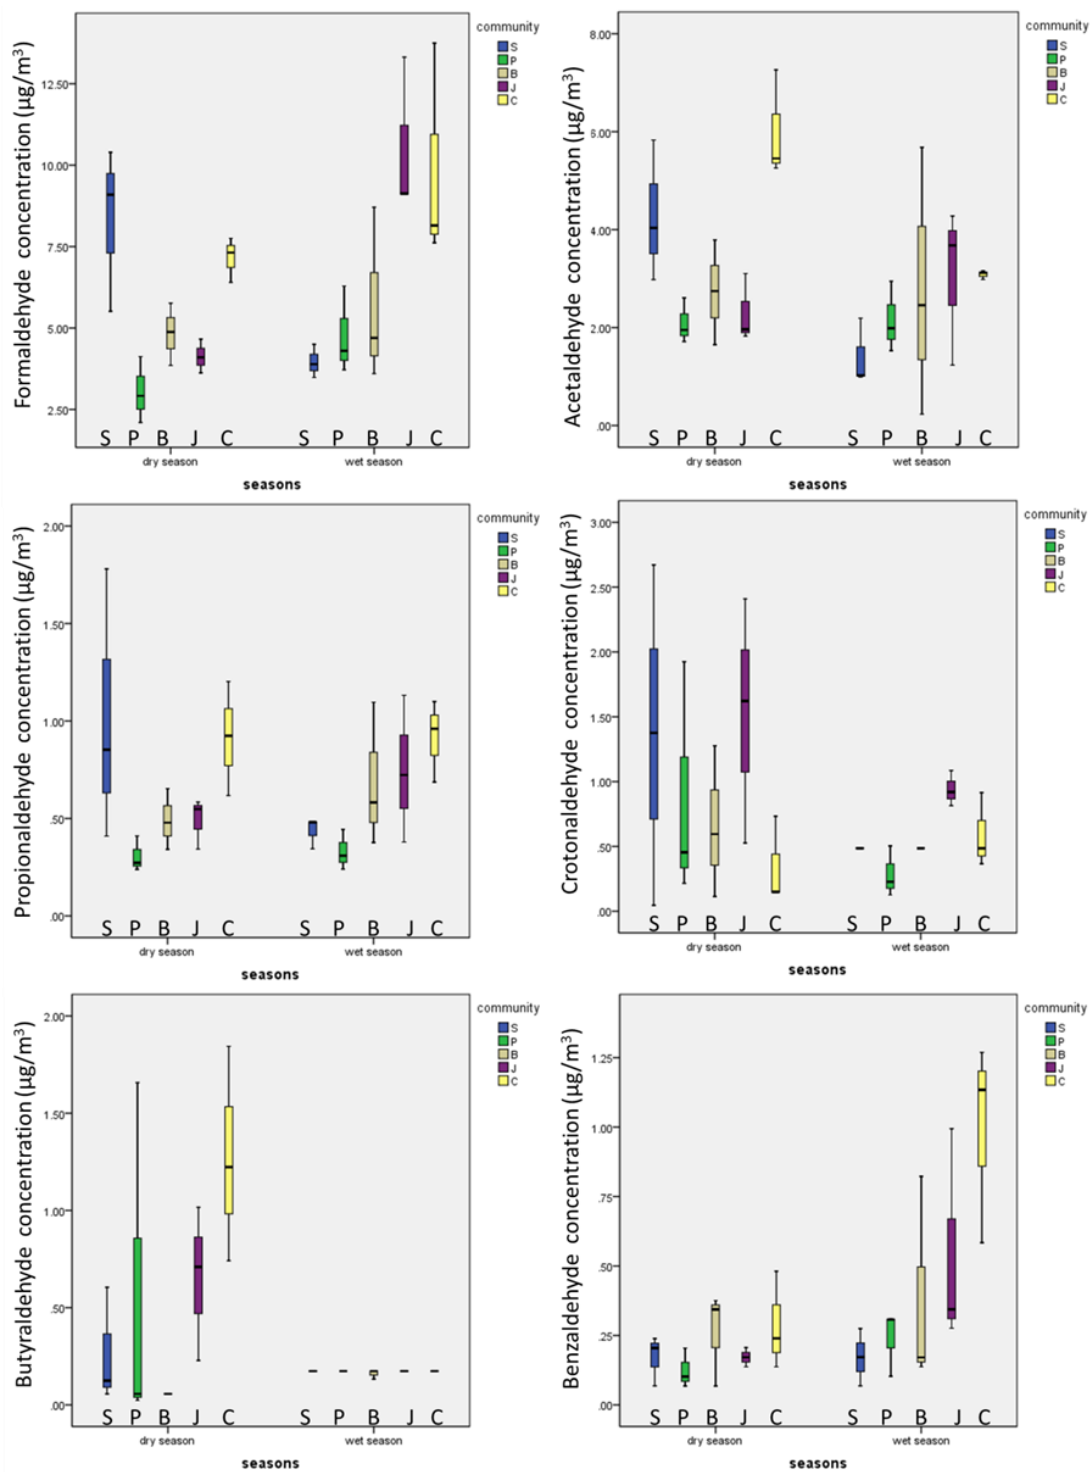 Formaldehyde concentration (µg/m³)
12.50
10.00
7.50
5.00
2.50
S P B J C S P B J C
dry season wet season
seasons
community
S
P
B
J
C
Acetaldehyde concentration (µg/m³)
8.00
6.00
4.00
2.00
.00
S P B J C S P B J C
dry season wet season
seasons
community
S
P
B
J
C
Propionaldehyde concentration (µg/m³)
2.00
1.50
1.00
.50
.00
S P B J C S P B J C
dry season wet season
seasons
community
S
P
B
J
C
Crotonaldehyde concentration (µg/m³)
3.00
2.50
2.00
1.50
1.00
.50
.00
S P B J C S P B J C
dry season wet season
seasons
community
S
P
B
J
C
Butyraldehyde concentration (µg/m³)
2.00
1.50
1.00
.50
.00
S P B J C S P B J C
dry season wet season
seasons
community
S
P
B
J
C
Benzaldehyde concentration (µg/m³)
1.25
1.00
.75
.50
.25
.00
S P B J C S P B J C
dry season wet season
seasons
community
S
P
B
J
C